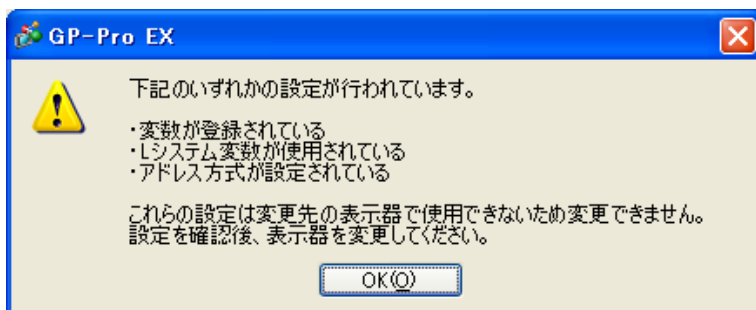 GP-Pro EX
下記のいずれかの設定が行われています。
・変数が登録されている
・Lシステム変数が使用されている
・アドレス方式が設定されている
これらの設定は変更先の表示器で使用できないため変更できません。
設定を確認後、表示器を変更してください。
OK(O)